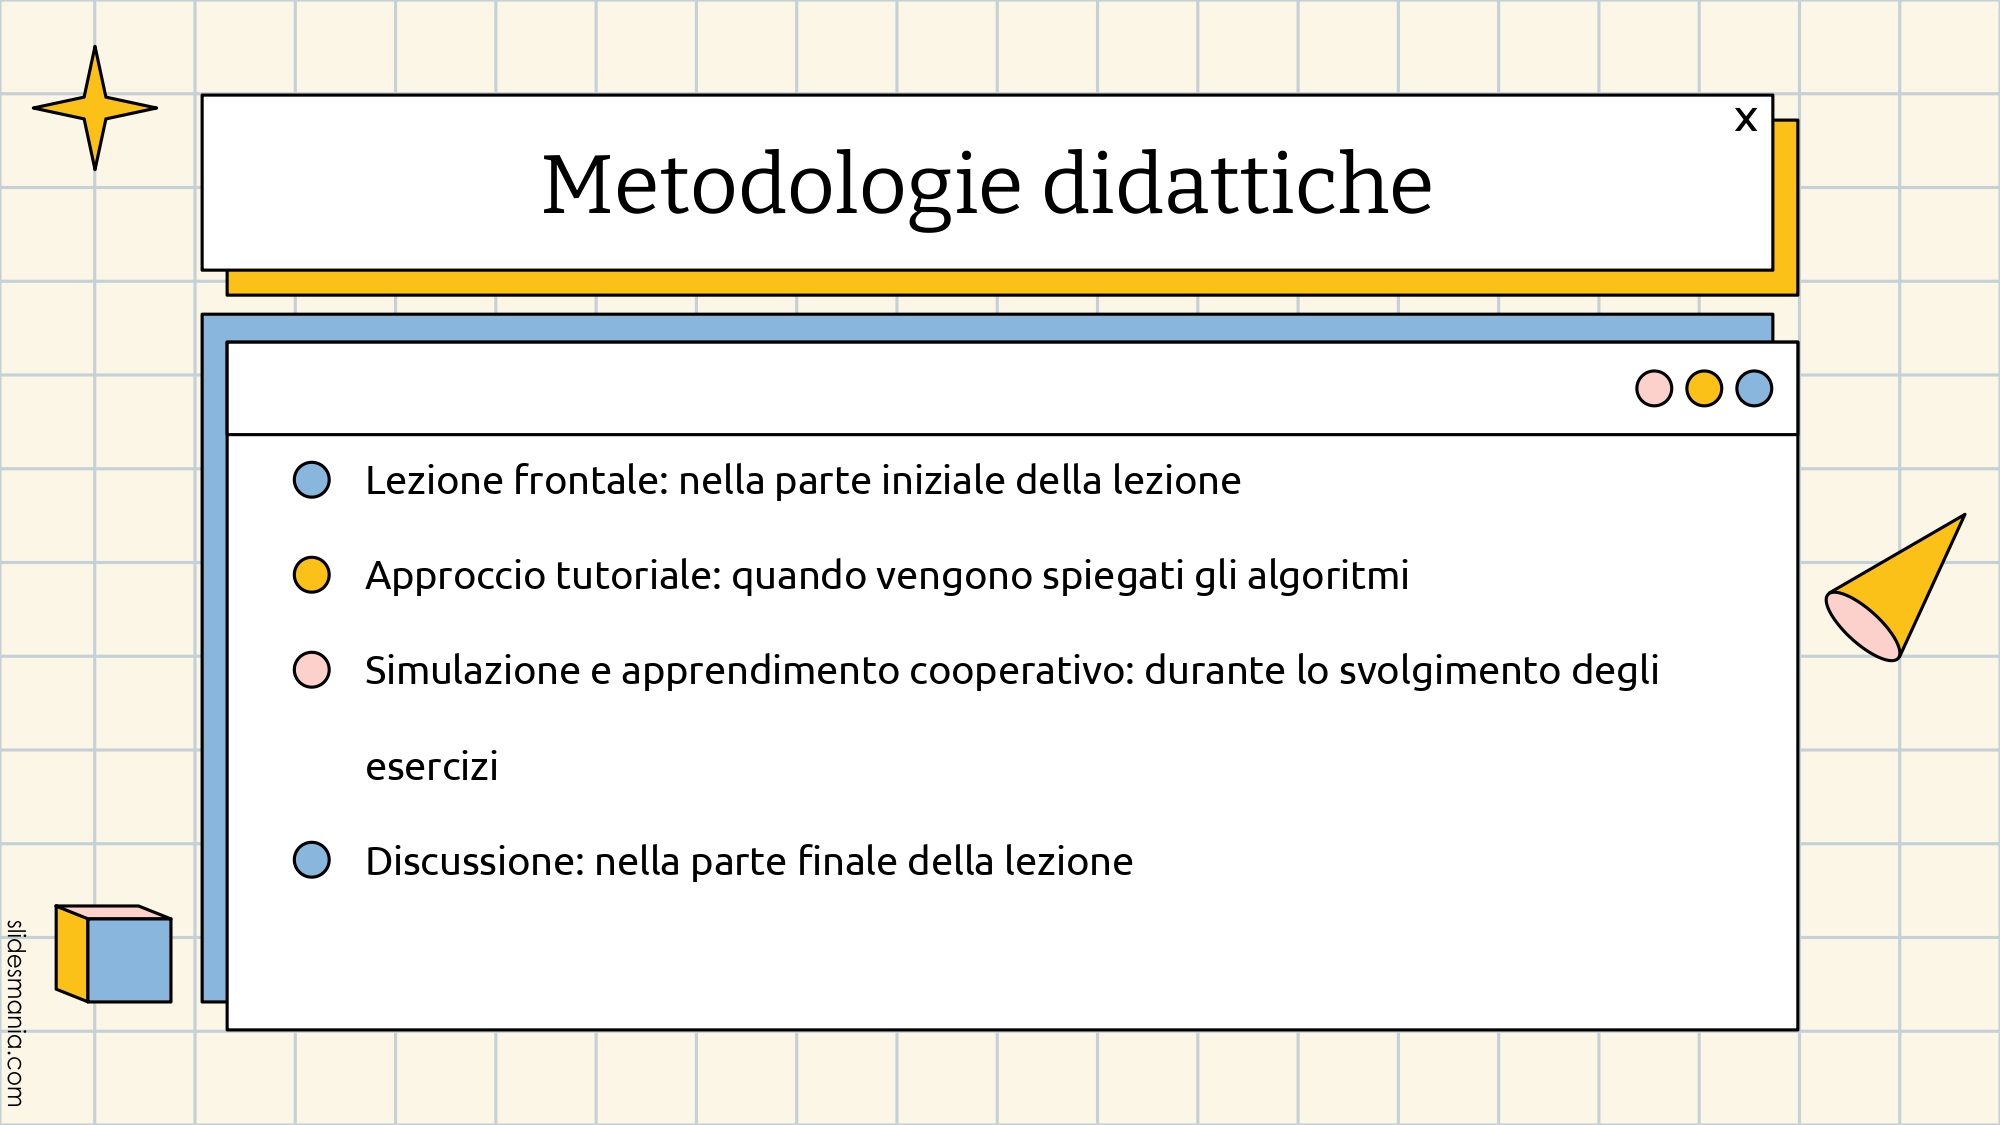 x
Metodologie didattiche
Lezione frontale: nella parte iniziale della lezione
Approccio tutoriale: quando vengono spiegati gli algoritmi
Simulazione e apprendimento cooperativo: durante lo svolgimento degli
esercizi
Discussione: nella parte finale della lezione
slidesmania.com